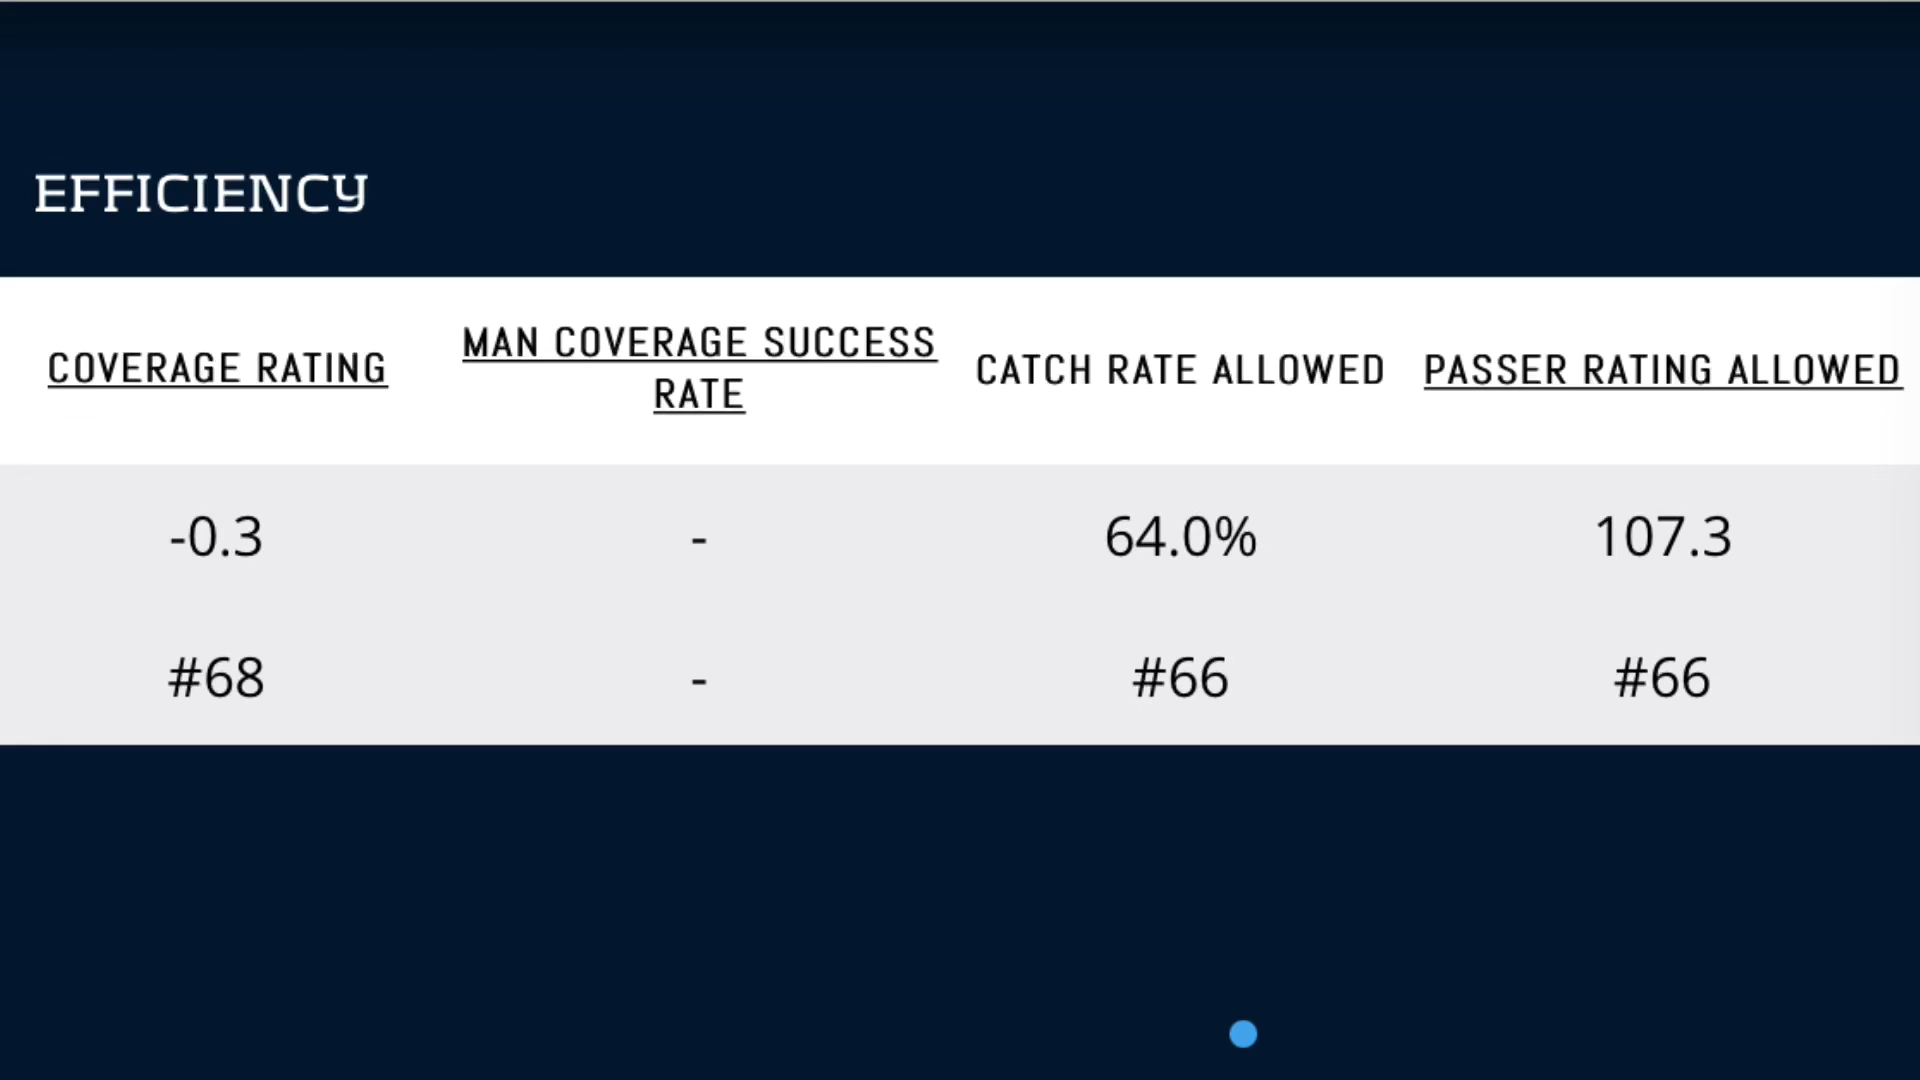 EFFICIENCY
COVERAGE RATING
MAN COVERAGE SUCCESS
RATE
CATCH RATE ALLOWED
PASSER RATING ALLOWED
-0.3
-
64.0%
107.3
#68
-
#66
#66